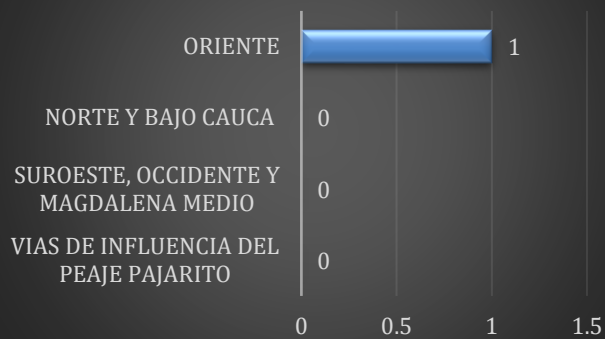 ORIENTE 1
NORTE Y BAJO CAUCA 0
SUROESTE, OCCIDENTE Y
MAGDALENA MEDIO 0
VIAS DE INFLUENCIA DEL
PEAJE PAJARITO 0
0 0.5 1 1.5